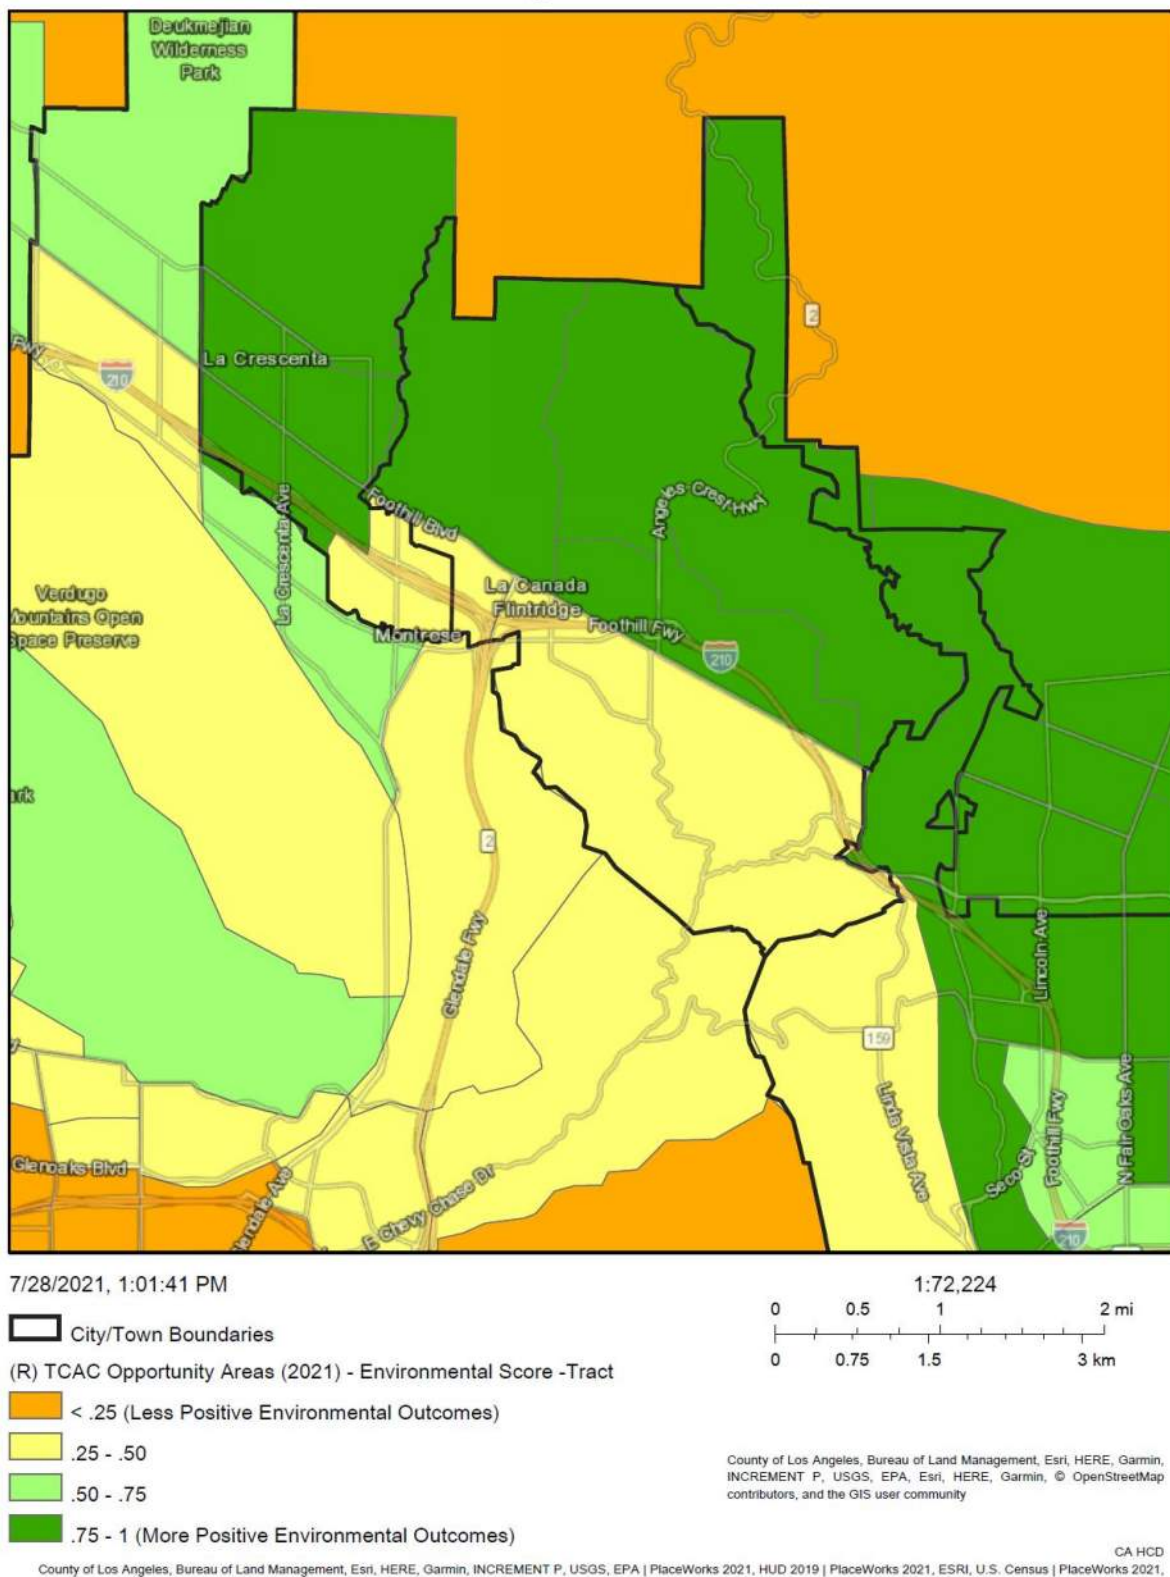 Deukmejian
Wilderness
Park
2
La Crescenta
Fwy
210
Foothill Blvd
Angeles Crest Hwy
La Crescenta Ave
La Canada
Flintridge
Verdugo
Mountains Open
Space Preserve
Montrose
Foothill Fwy
210
ark
2
Glendale Fwy
Lincoln Ave
159
Linda Vista Ave
Foothill Fwy
N Fair Oaks Ave
Seco St
Glenoaks Blvd
E Chevy Chase Dr
lendale Ave
210
7/28/2021, 1:01:41 PM
1:72,224
0 0.5 1 2 mi
0 0.75 1.5 3 km
City/Town Boundaries
(R) TCAC Opportunity Areas (2021) - Environmental Score -Tract
< .25 (Less Positive Environmental Outcomes)
.25 - .50
.50 - .75
.75 - 1 (More Positive Environmental Outcomes)
County of Los Angeles, Bureau of Land Management, Esri, HERE, Garmin,
INCREMENT P, USGS, EPA, Esri, HERE, Garmin, © OpenStreetMap
contributors, and the GIS user community
CA HCD
County of Los Angeles, Bureau of Land Management, Esri, HERE, Garmin, INCREMENT P, USGS, EPA | PlaceWorks 2021, HUD 2019 | PlaceWorks 2021, ESRI, U.S. Census | PlaceWorks 2021,